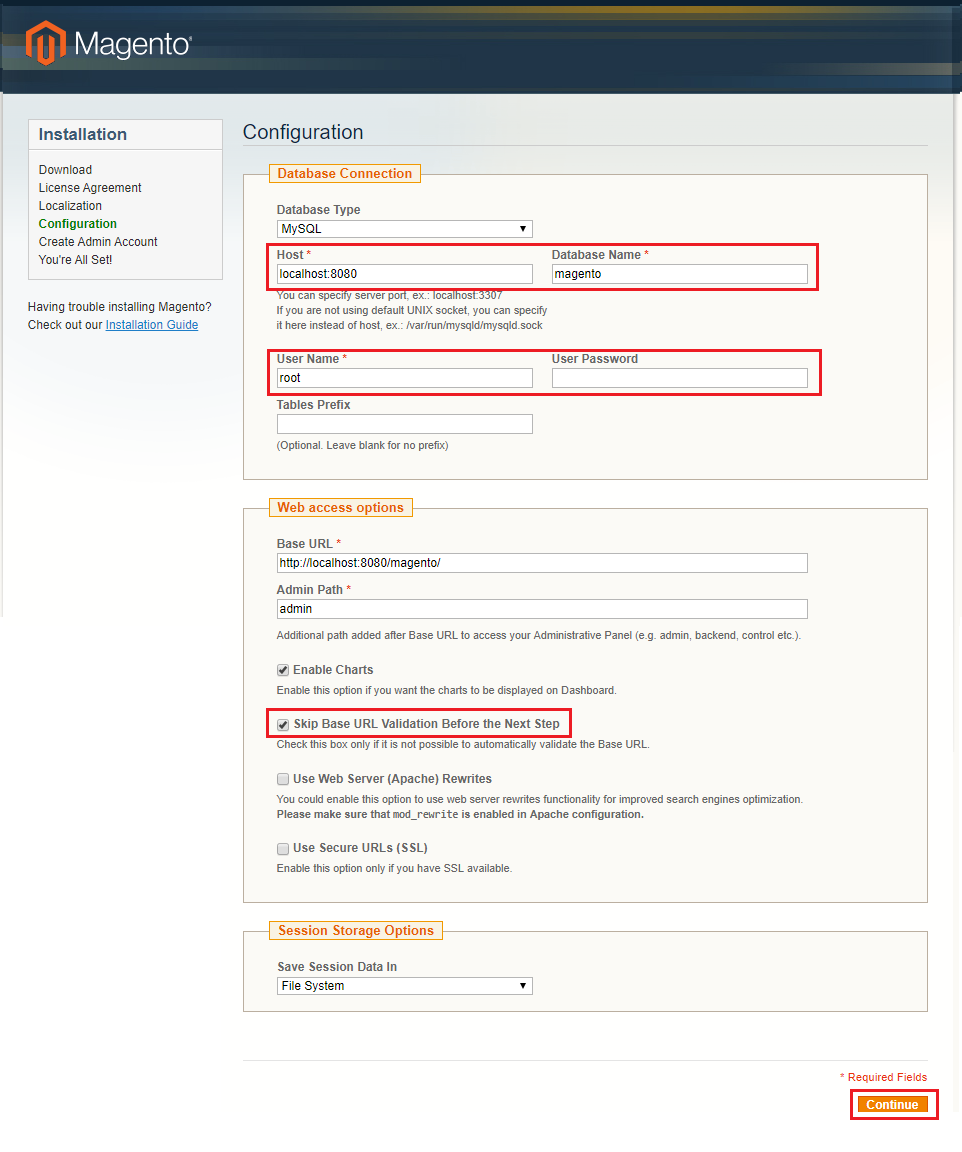 Magento
Installation
Download
License Agreement
Localization
Configuration
Create Admin Account
You're All Set!
Having trouble installing Magento?
Check out our Installation Guide
Configuration
Database Connection
Database Type
MySQL
Host * Database Name *
localhost:8080 magento
You can specify server port, ex.: localhost:3307
If you are not using default UNIX socket, you can specify
it here instead of host, ex.: /var/run/mysqld/mysqld.sock
User Name * User Password
root
Tables Prefix
(Optional. Leave blank for no prefix)
Web access options
Base URL *
http://localhost:8080/magento/
Admin Path *
admin
Additional path added after Base URL to access your Administrative Panel (e.g. admin, backend, control etc.).
Enable Charts
Enable this option if you want the charts to be displayed on Dashboard.
Skip Base URL Validation Before the Next Step
Check this box only if it is not possible to automatically validate the Base URL.
Use Web Server (Apache) Rewrites
You could enable this option to use web server rewrites functionality for improved search engines optimization.
Please make sure that mod_rewrite is enabled in Apache configuration.
Use Secure URLs (SSL)
Enable this option only if you have SSL available.
Session Storage Options
Save Session Data In
File System
* Required Fields
Continue